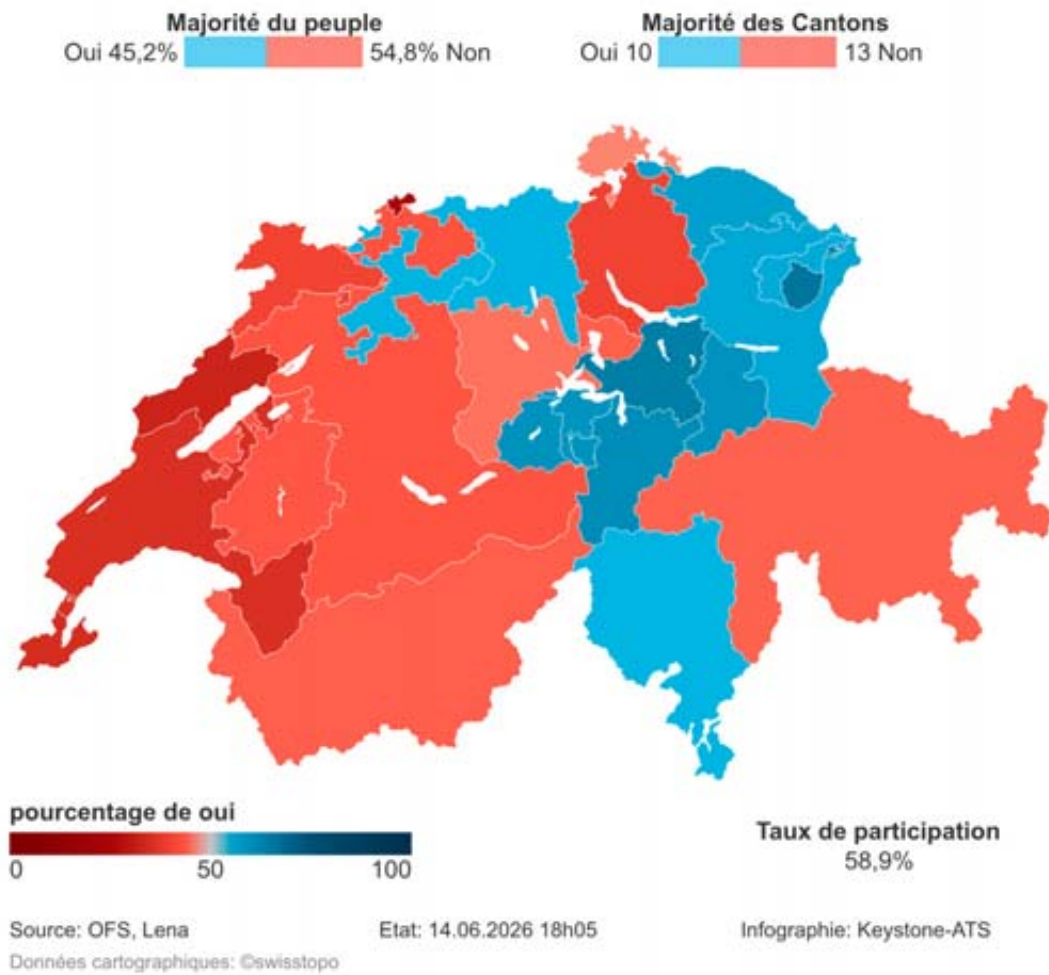 Majorité du peuple
Oui 45,2% 54,8% Non
Majorité des Cantons
Oui 10 13 Non
pourcentage de oui
0 50 100
Taux de participation
58,9%
Source: OFS, Lena
Etat: 14.06.2026 18h05
Infographie: Keystone-ATS
Données cartographiques: ©swisstopo